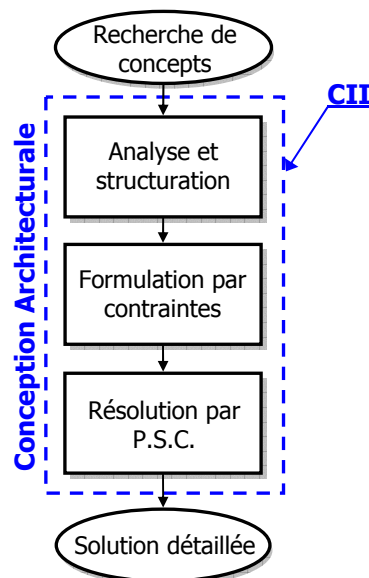 Recherche de
concepts
CII
Conception Architecturale
Analyse et
structuration
Formulation par
contraintes
Résolution par
P.S.C.
Solution détaillée